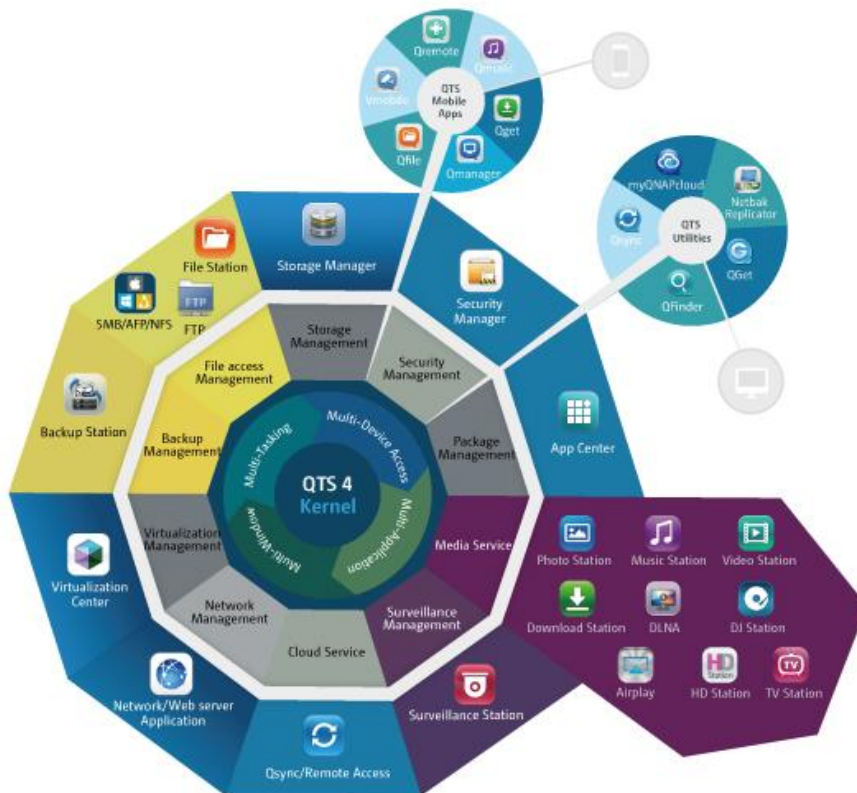 Qremote
Qmusic
Vmobile
QTS
Mobile
Apps
Qget
Qfile
Qmanager
myQNAPcloud
Netbak
Replicator
Qsync
QTS
Utilities
QGet
QFinder
File Station
Storage Manager
SMB/AFP/NFS
FTP
FTP
Security
Manager
Storage
Management
File access
Management
Security
Management
Backup Station
Backup
Management
Package
Management
App Center
Multi-Tasking
Multi-Device Access
QTS 4
Kernel
Multi-Window
Multi-Application
Virtualization
Management
Media Service
Virtualization
Center
Network
Management
Surveillance
Management
Cloud Service
Photo Station
Music Station
Video Station
Download Station
DLNA
DJ Station
Airplay
HD
Station
HD Station
TV
TV Station
Network/Web server
Application
Surveillance Station
Qsync/Remote Access